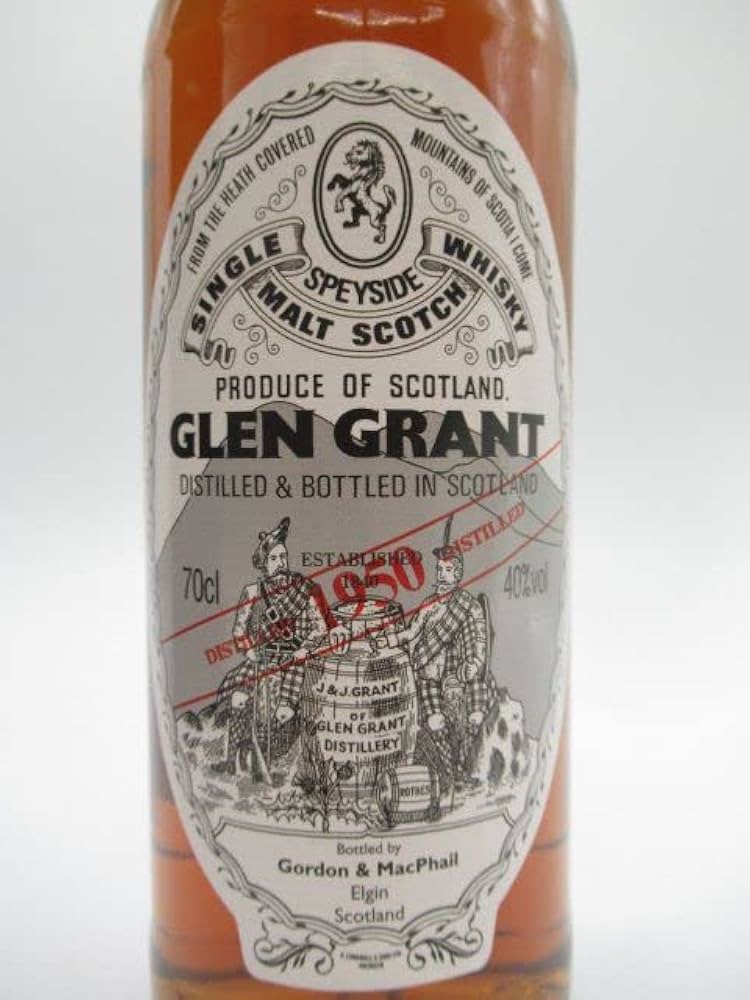 FROM THE HEATH COVERED MOUNTAINS OF SCOTIA I COME
SINGLE SPEYSIDE WHISKY
MALT SCOTCH
PRODUCE OF SCOTLAND.
GLEN GRANT
DISTILLED & BOTTLED IN SCOTLAND
ESTABLISHED
1840
70cl
40%vol
DISTILLED 1950 DISTILLED
J & J. GRANT
OF
GLEN GRANT
DISTILLERY
ROTHES
Bottled by
Gordon & MacPhail
Elgin
Scotland